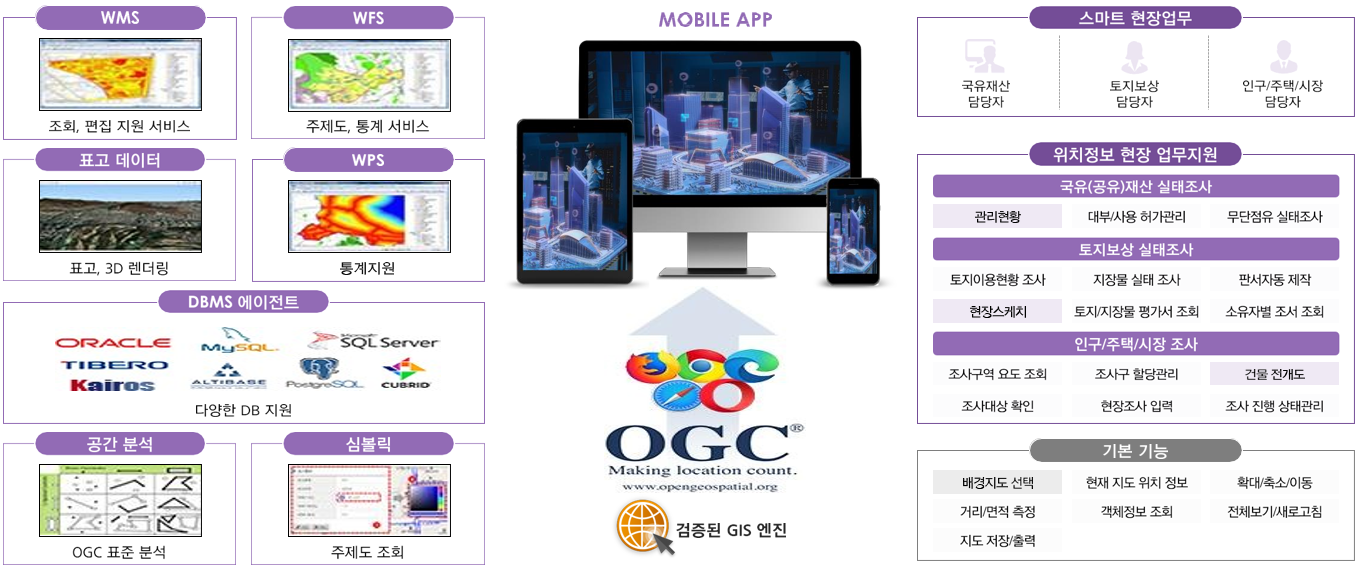 WMS
조회, 편집 지원 서비스
WFS
주제도, 통계 서비스
표고 데이터
표고, 3D 렌더링
WPS
통계지원
DBMS 에이전트
ORACLE
MySQL
Microsoft
SQL Server
TIBERO
Kairos
ALTIBASE
PostgreSQL
CUBRID
다양한 DB 지원
공간 분석
OGC 표준 분석
심볼릭
주제도 조회
MOBILE APP
OGC®
Making location count.
www.opengeospatial.org
검증된 GIS 엔진
스마트 현장업무
국유재산
담당자
토지보상
담당자
인구/주택/시장
담당자
위치정보 현장 업무지원
국유(공유)재산 실태조사
관리현황 대부/사용 허가관리 무단점유 실태조사
토지보상 실태조사
토지이용현황 조사 지장물 실태 조사 판서자동 제작
현장스케치 토지/지장물 평가서 조회 소유자별 조서 조회
인구/주택/시장 조사
조사구역 요도 조회 조사구 할당관리 건물 전개도
조사대상 확인 현장조사 입력 조사 진행 상태관리
기본 기능
배경지도 선택 현재 지도 위치 정보 확대/축소/이동
거리/면적 측정 객체정보 조회 전체보기/새로고침
지도 저장/출력